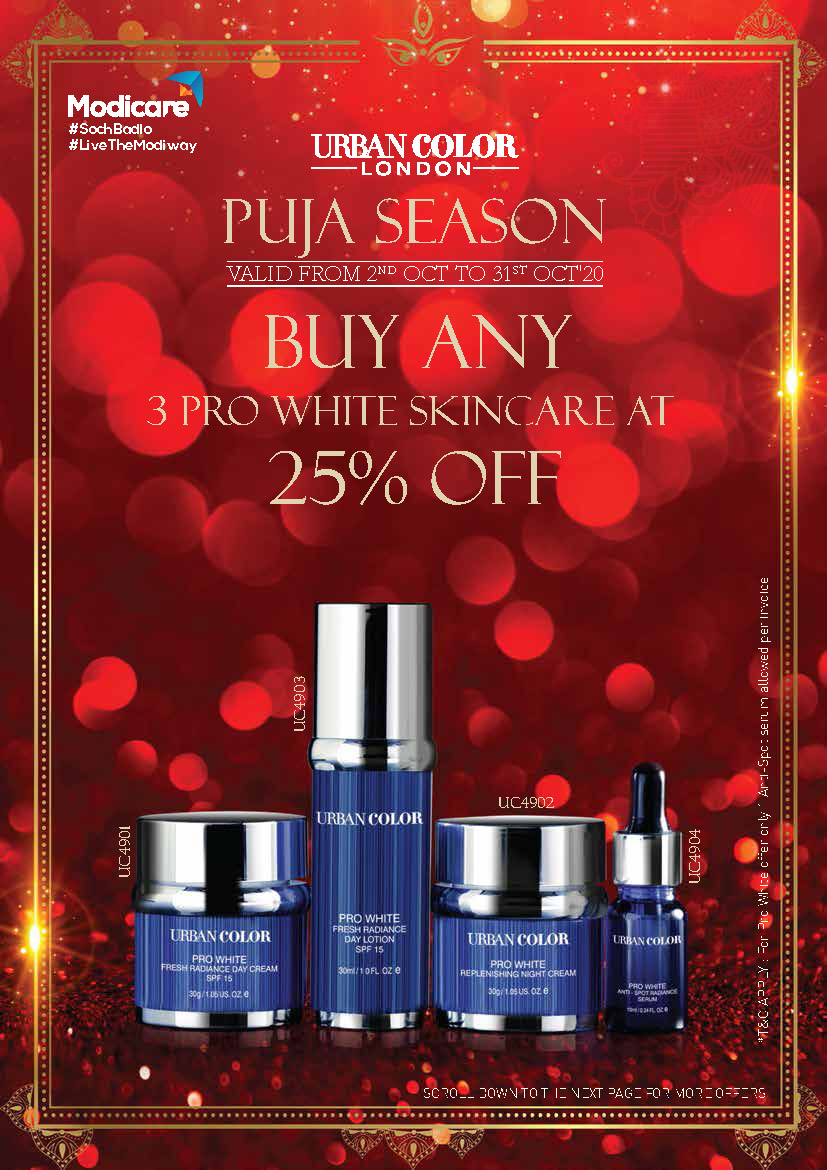 Modicare
#SochBadlo
#LiveTheModiway
URBAN COLOR
LONDON
PUJA SEASON
VALID FROM 2ND OCT TO 31ST OCT'20
BUY ANY
3 PRO WHITE SKINCARE AT
25% OFF
UC4901
URBAN COLOR
PRO WHITE
FRESH RADIANCE DAY CREAM
SPF 15
30g / 1.05 US. OZ. e
UC4903
URBAN COLOR
PRO WHITE
FRESH RADIANCE
DAY LOTION
SPF 15
30ml / 1 0 FL. OZ e
UC4902
URBAN COLOR
PRO WHITE
REPLENISHING NIGHT CREAM
30g / 1.05 US. OZ. e
UC4904
URBAN COLOR
PRO WHITE
ANTI - SPOT RADIANCE
SERUM
10ml / 0.34 FL. OZ. e
*T&C APPLY : For Pro White offer only 1 Anti-Spot serum allowed per invoice
SCROLL DOWN TO THE NEXT PAGE FOR MORE OFFERS